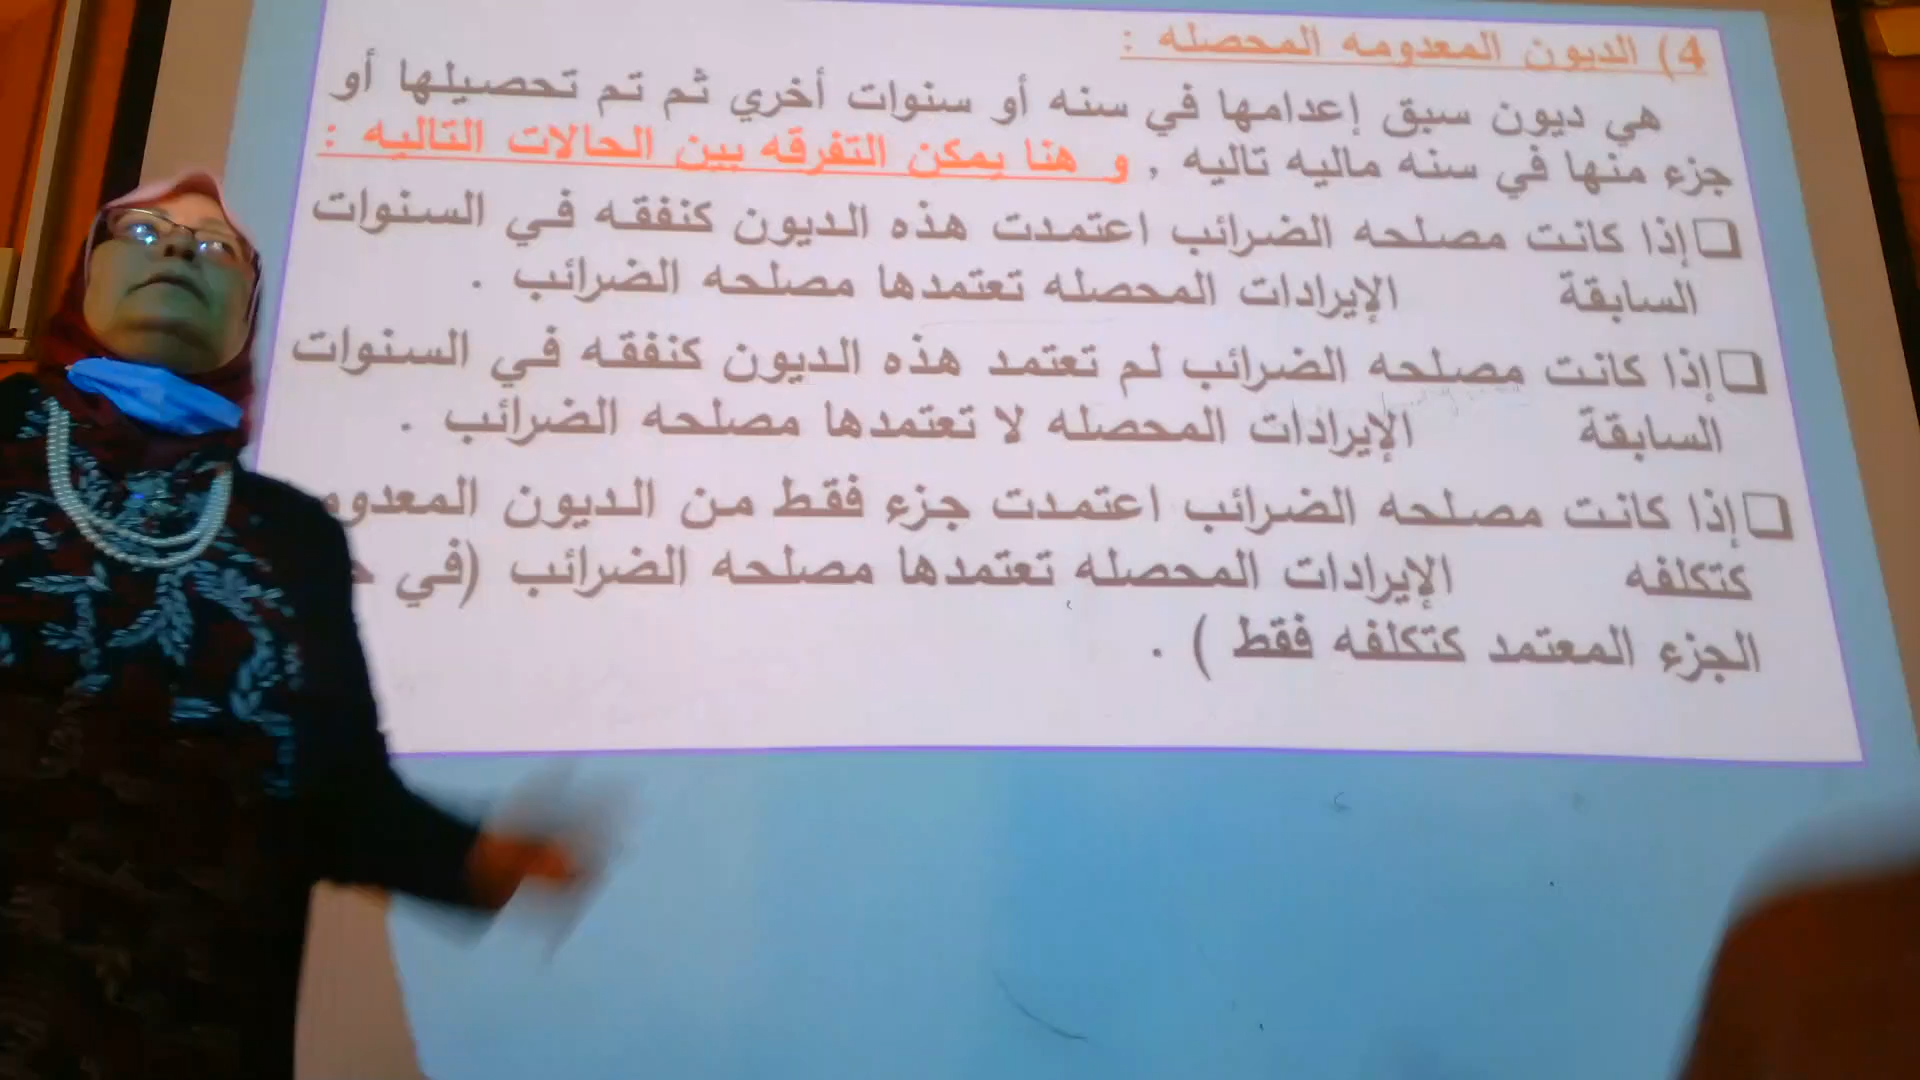 4) الديون المعدومه المحصله :
هي ديون سبق إعدامها في سنه أو سنوات أخري ثم تم تحصيلها أو
جزء منها في سنه ماليه تاليه , و هنا يمكن التفرقه بين الحالات التاليه :
إذا كانت مصلحه الضرائب اعتمدت هذه الديون كنفقه في السنوات
السابقة الإيرادات المحصله تعتمدها مصلحه الضرائب .
إذا كانت مصلحه الضرائب لم تعتمد هذه الديون كنفقه في السنوات
السابقة الإيرادات المحصله لا تعتمدها مصلحه الضرائب .
إذا كانت مصلحه الضرائب اعتمدت جزء فقط من الديون
كتكلفه الإيرادات المحصله تعتمدها مصلحه الضرائب (في
الجزء المعتمد كتكلفه فقط ) .